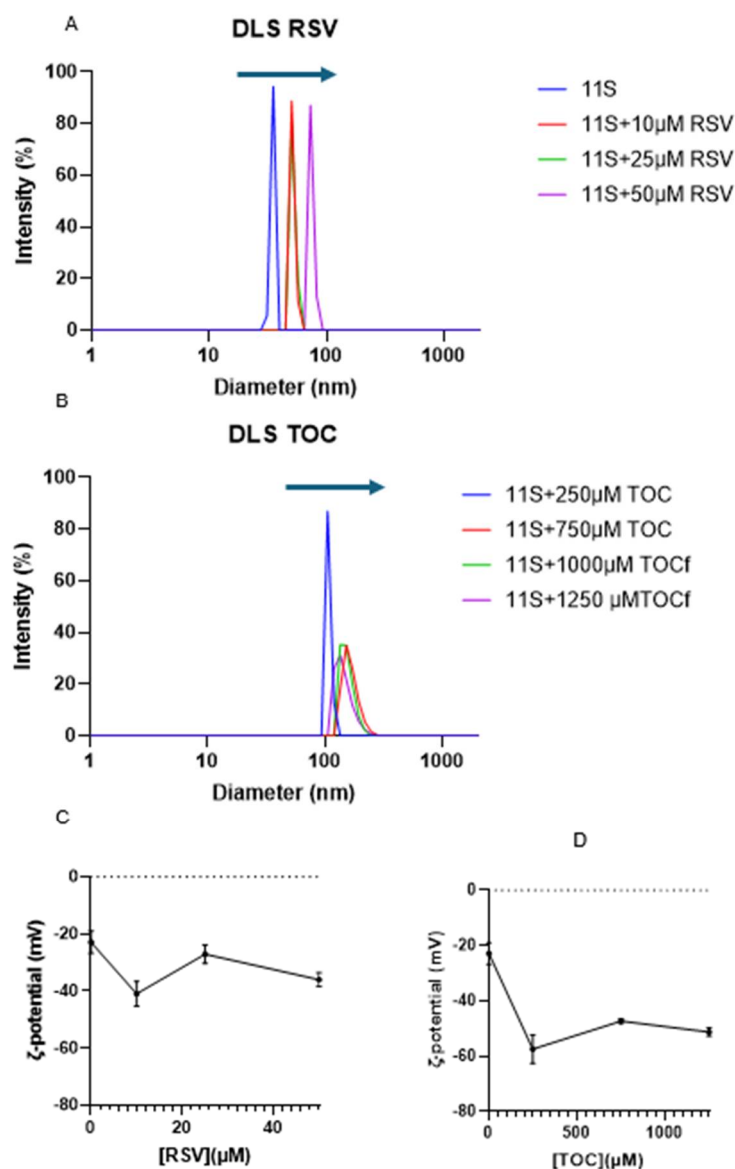 A
DLS RSV
100
80
60
40
20
0
Intensity (%)
1
10
100
1000
Diameter (nm)
11S
11S+10µM RSV
11S+25µM RSV
11S+50µM RSV
B
DLS TOC
100
80
60
40
20
0
Intensity (%)
1
10
100
1000
Diameter (nm)
11S+250µM TOC
11S+750µM TOC
11S+1000µM TOCf
11S+1250 µMTOCf
C
0
-20
-40
-60
-80
ζ-potential (mV)
0
20
40
[RSV](µM)
D
0
-20
-40
-60
-80
ζ-potential (mV)
0
500
1000
[TOC](µM)